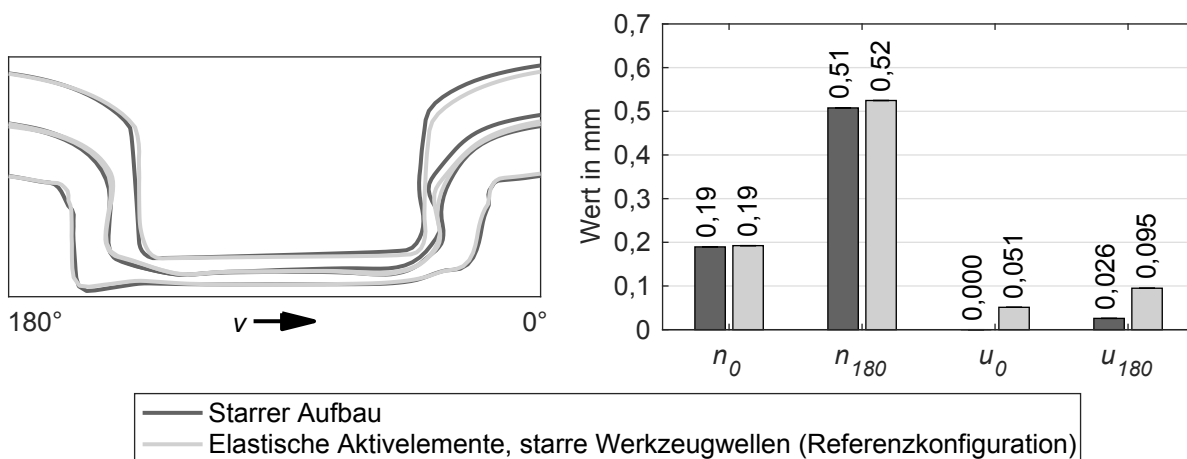 180°
v
0°
Wert in mm
0,7
0,6
0,5
0,4
0,3
0,2
0,1
0
0,19
0,19
0,51
0,52
0,000
0,051
0,026
0,095
n0
n180
u0
u180
Starrer Aufbau
Elastische Aktivelemente, starre Werkzeugwellen (Referenzkonfiguration)